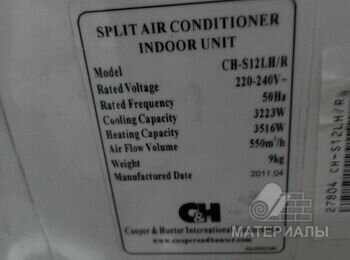 SPLIT AIR CONDITIONER
INDOOR UNIT
Model CH-S12LH/R
Rated Voltage 220-240V~
Rated Frequency 50Hz
Cooling Capacity 3223W
Heating Capacity 3516W
Air Flow Volume 550m³/h
Weight 9kg
Manufactured Date 2011.04
C&H
Cooper & Hunter International
www.cooperandhunter.com
27804 CH-S12LH/R
МАТЕРИАЛЫ